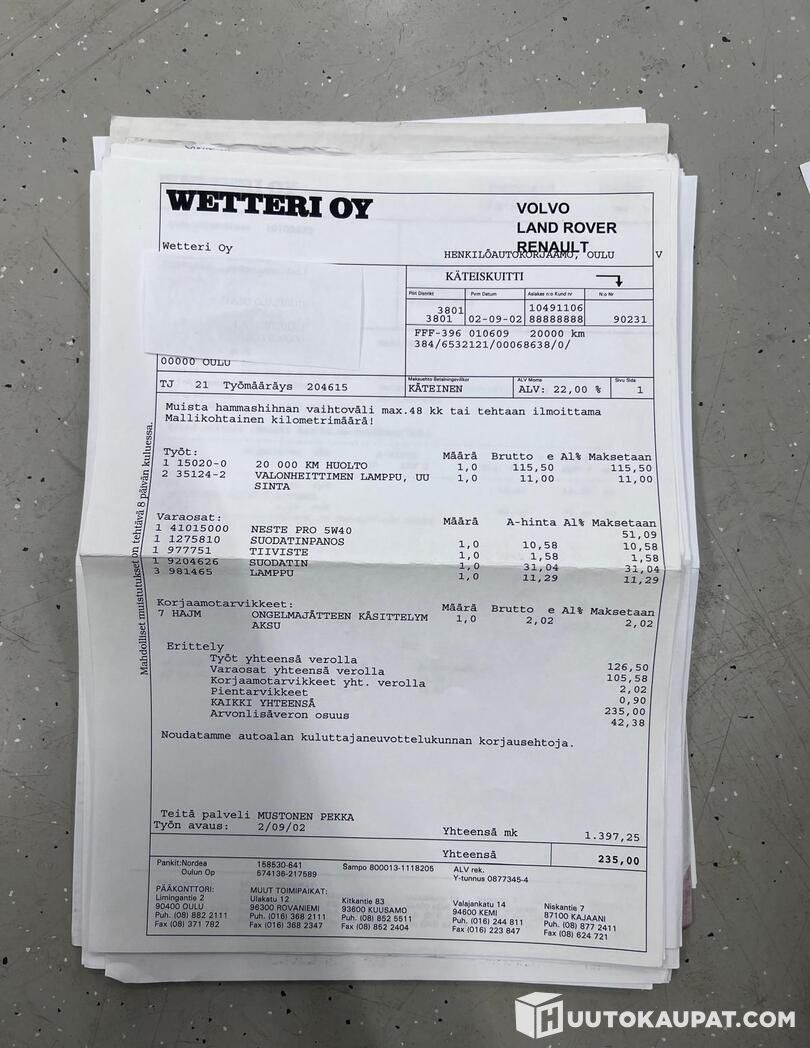 WETTERI OY
VOLVO
LAND ROVER
RENAULT
Wetteri Oy
HENKILÖAUTOKORJAAMO, OULU V
KÄTEISKUITTI
Piiri Distrikt Pvm Datum Asiakas n:o Kund nr N:o Nr
3801 10491106
3801 02-09-02 88888888 90231
FFF-396 010609 20000 km
384/6532121/00068638/0/
00000 OULU
Maksuehto Betalningsvillkor ALV Moms Sivu Sida
TJ 21 Työmääräys 204615 KÄTEINEN ALV: 22,00 % 1
Muista hammashihnan vaihtoväli max.48 kk tai tehtaan ilmoittama
Mallikohtainen kilometrimäärä!
Työt: Määrä Brutto e Al% Maksetaan
1 15020-0 20 000 KM HUOLTO 1,0 115,50 115,50
2 35124-2 VALONHEITTIMEN LAMPPU, UU 1,0 11,00 11,00
SINTA
Varaosat: Määrä A-hinta Al% Maksetaan
1 41015000 NESTE PRO 5W40 51,09
1 1275810 SUODATINPANOS 1,0 10,58 10,58
1 977751 TIIVISTE 1,0 1,58 1,58
1 9204626 SUODATIN 1,0 31,04 31,04
3 981465 LAMPPU 1,0 11,29 11,29
Korjaamotarvikkeet: Määrä Brutto e Al% Maksetaan
7 HAJM ONGELMAJÄTTEEN KÄSITTELYM 1,0 2,02 2,02
AKSU
Erittely
Työt yhteensä verolla 126,50
Varaosat yhteensä verolla 105,58
Korjaamotarvikkeet yht. verolla 2,02
Pientarvikkeet 0,90
KAIKKI YHTEENSÄ 235,00
Arvonlisäveron osuus 42,38
Noudatamme autoalan kuluttajaneuvottelukunnan korjausehtoja.
Mahdolliset muistutukset on tehtävä 8 päivän kuluessa.
Teitä palveli MUSTONEN PEKKA
Työn avaus: 2/09/02
Yhteensä mk 1.397,25
Yhteensä 235,00
Pankit: Nordea 158530-641 Sampo 800013-1118205 ALV rek.
Oulun Op 574136-217589 Y-tunnus 0877345-4
PÄÄKONTTORI:
Limingantie 2
90400 OULU
Puh. (08) 882 2111
Fax (08) 371 782
MUUT TOIMIPAIKAT:
Ulakatu 12
96300 ROVANIEMI
Puh. (016) 368 2111
Fax (016) 368 2347
Kitkantie 83
93600 KUUSAMO
Puh. (08) 852 5511
Fax (08) 852 2404
Valajankatu 14
94600 KEMI
Puh. (016) 244 811
Fax (016) 223 847
Niskantie 7
87100 KAJAANI
Puh. (08) 877 2411
Fax (08) 624 721
HUUTOKAUPAT.COM